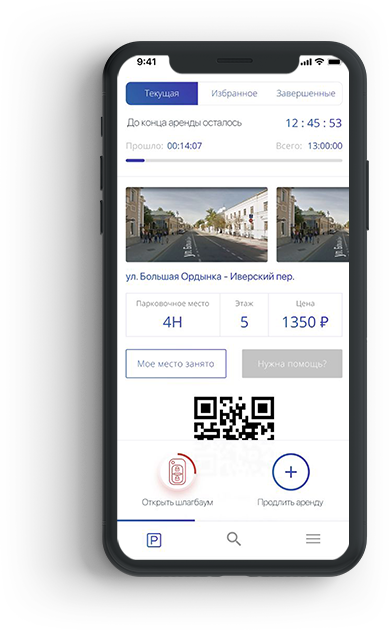 9:41
Текущая Избранное Завершенные
До конца аренды осталось 12 : 45 : 53
Прошло: 00:14:07 Всего: 13:00:00
ул. Большая Ордынка - Иверский пер.
Парковочное место Этаж Цена
4Н 5 1350 ₽
Мое место занято Нужна помощь?
Открыть шлагбаум Продлить аренду
P